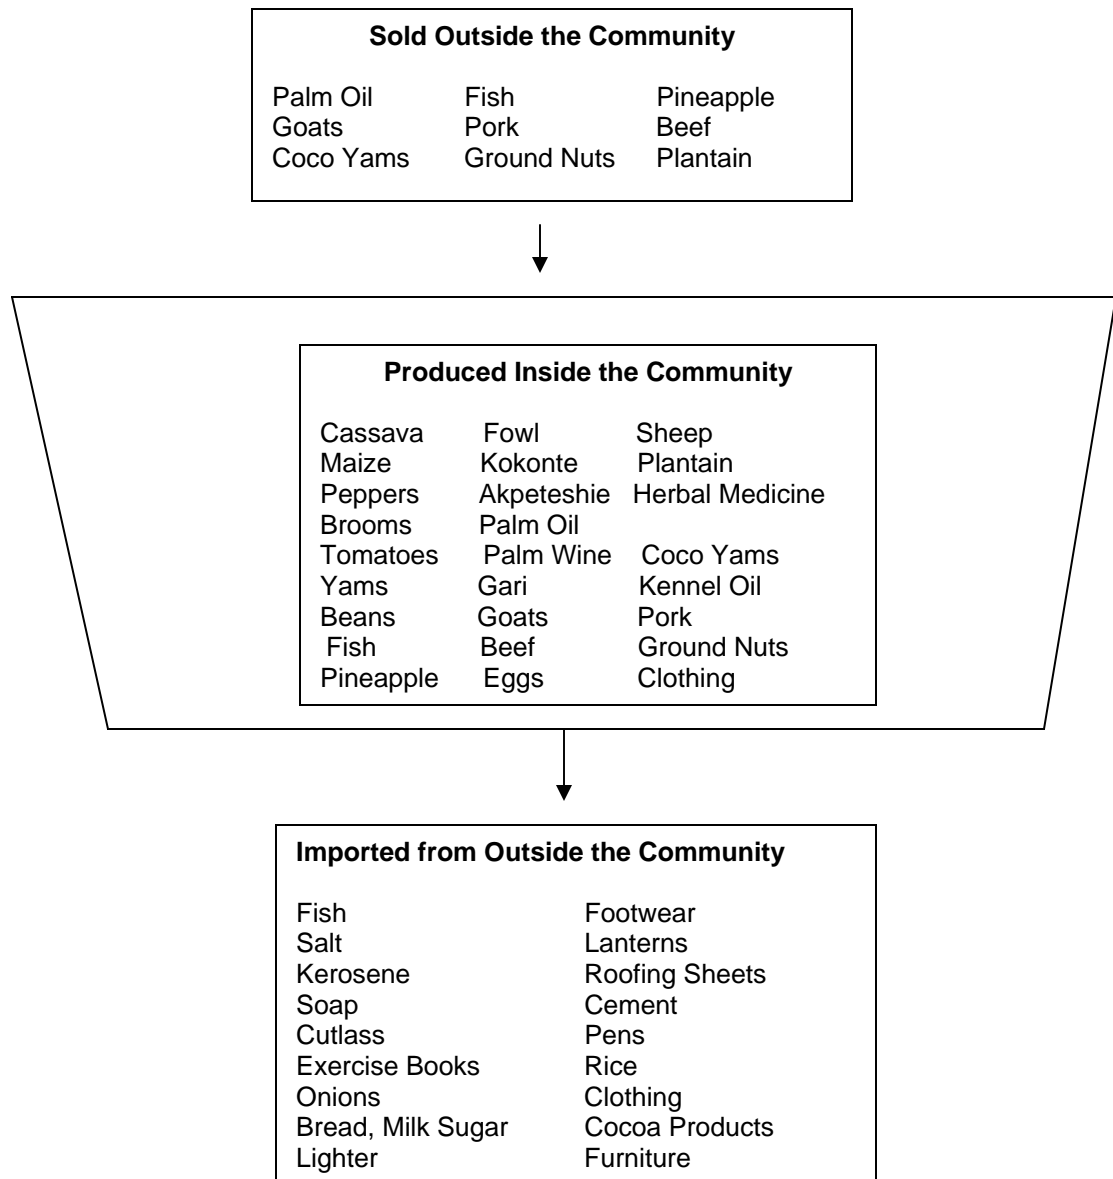 Sold Outside the Community
Palm Oil Fish Pineapple
Goats Pork Beef
Coco Yams Ground Nuts Plantain
Produced Inside the Community
Cassava Fowl Sheep
Maize Kokonte Plantain
Peppers Akpeteshie Herbal Medicine
Brooms Palm Oil
Tomatoes Palm Wine Coco Yams
Yams Gari Kennel Oil
Beans Goats Pork
Fish Beef Ground Nuts
Pineapple Eggs Clothing
Imported from Outside the Community
Fish Footwear
Salt Lanterns
Kerosene Roofing Sheets
Soap Cement
Cutlass Pens
Exercise Books Rice
Onions Clothing
Bread, Milk Sugar Cocoa Products
Lighter Furniture